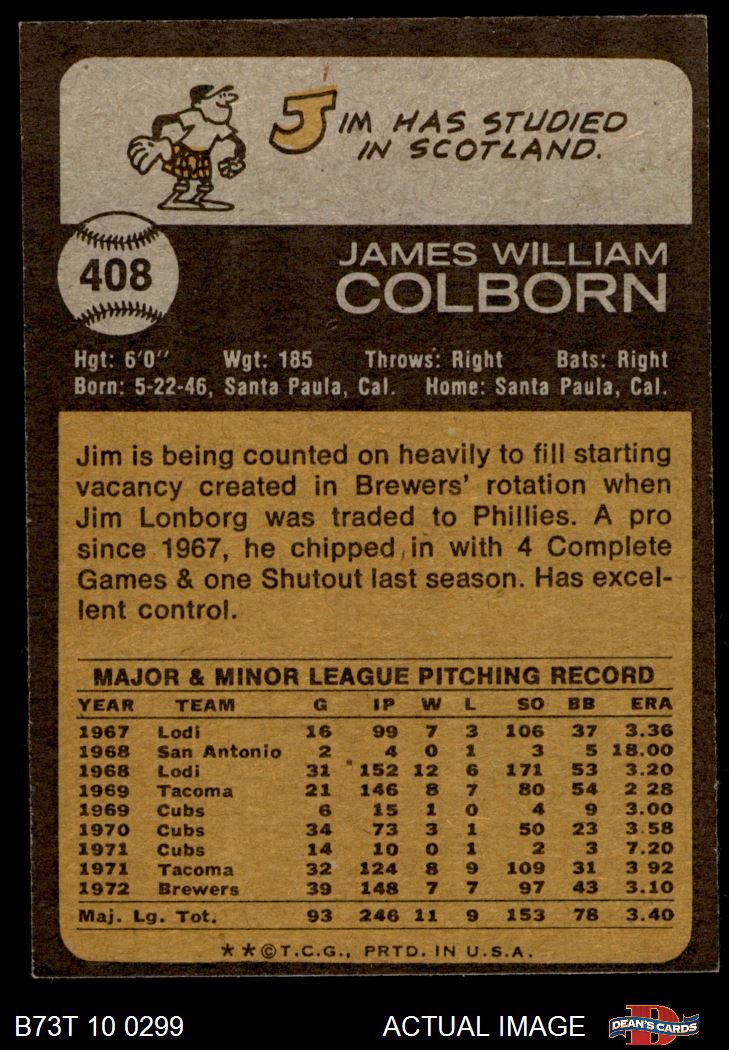 JIM HAS STUDIED
IN SCOTLAND.
408
JAMES WILLIAM
COLBORN
Hgt: 6'0" Wgt: 185 Throws: Right Bats: Right
Born: 5-22-46, Santa Paula, Cal. Home: Santa Paula, Cal.
Jim is being counted on heavily to fill starting
vacancy created in Brewers' rotation when
Jim Lonborg was traded to Phillies. A pro
since 1967, he chipped in with 4 Complete
Games & one Shutout last season. Has excel-
lent control.
MAJOR & MINOR LEAGUE PITCHING RECORD
YEAR TEAM G IP W L SO BB ERA
1967 Lodi 16 99 7 3 106 37 3.36
1968 San Antonio 2 4 0 1 3 5 18.00
1968 Lodi 31 152 12 6 171 53 3.20
1969 Tacoma 21 146 8 7 80 54 2 28
1969 Cubs 6 15 1 0 4 9 3.00
1970 Cubs 34 73 3 1 50 23 3.58
1971 Cubs 14 10 0 1 2 3 7.20
1971 Tacoma 32 124 8 9 109 31 3 92
1972 Brewers 39 148 7 7 97 43 3.10
Maj. Lg. Tot. 93 246 11 9 153 78 3.40
**©T.C.G., PRTD. IN U.S.A.
B73T 10 0299 ACTUAL IMAGE D DEAN'S CARDS